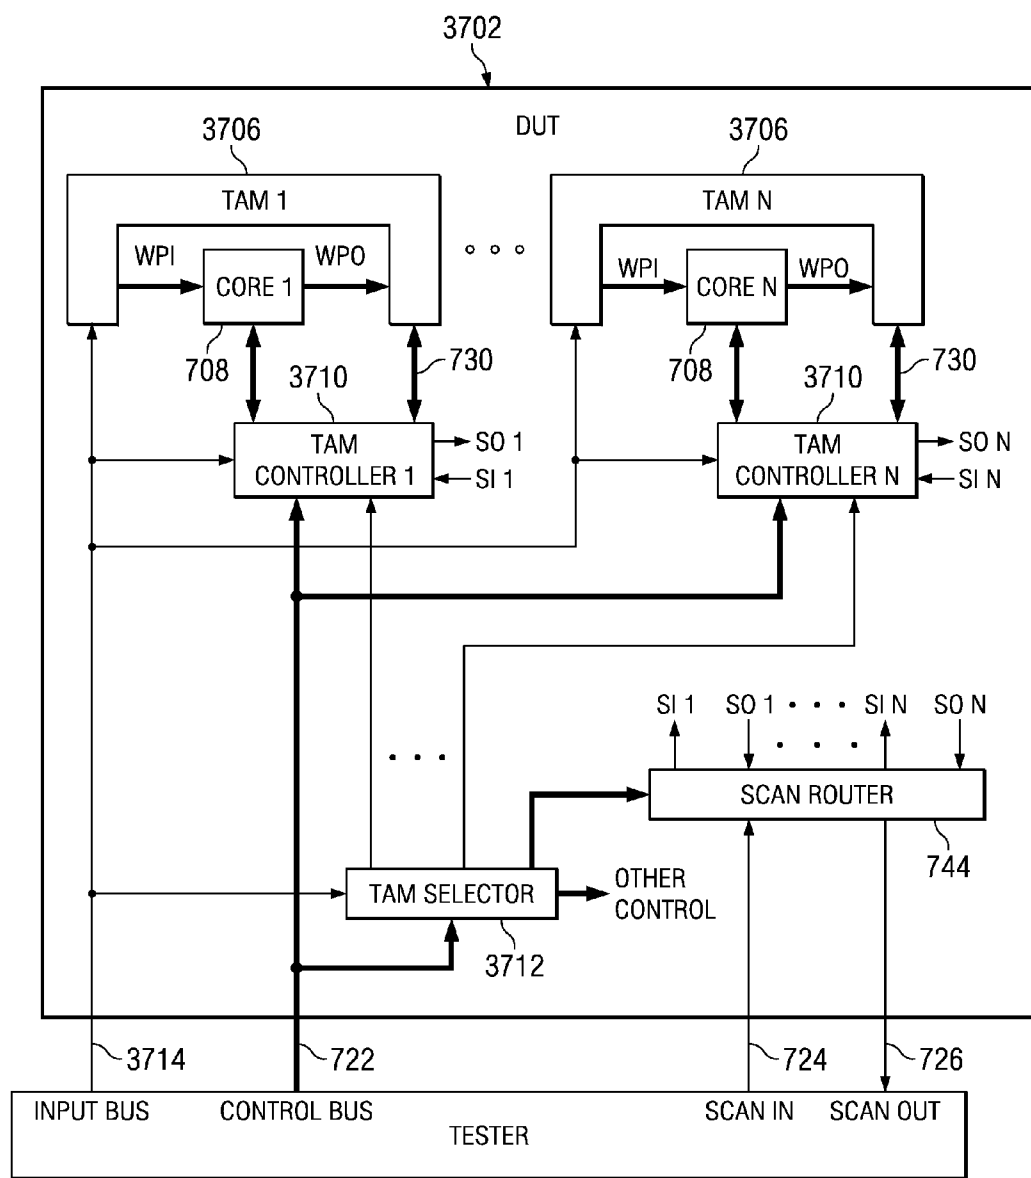 3702
DUT
3706
3706
TAM 1
TAM N
WPI
WPO
WPI
WPO
CORE 1
CORE N
708
730
708
730
3710
3710
TAM
CONTROLLER 1
SO 1
SI 1
TAM
CONTROLLER N
SO N
SI N
SI 1
SO 1
SI N
SO N
SCAN ROUTER
744
TAM SELECTOR
OTHER
CONTROL
3712
3714
722
724
726
INPUT BUS
CONTROL BUS
SCAN IN
SCAN OUT
TESTER